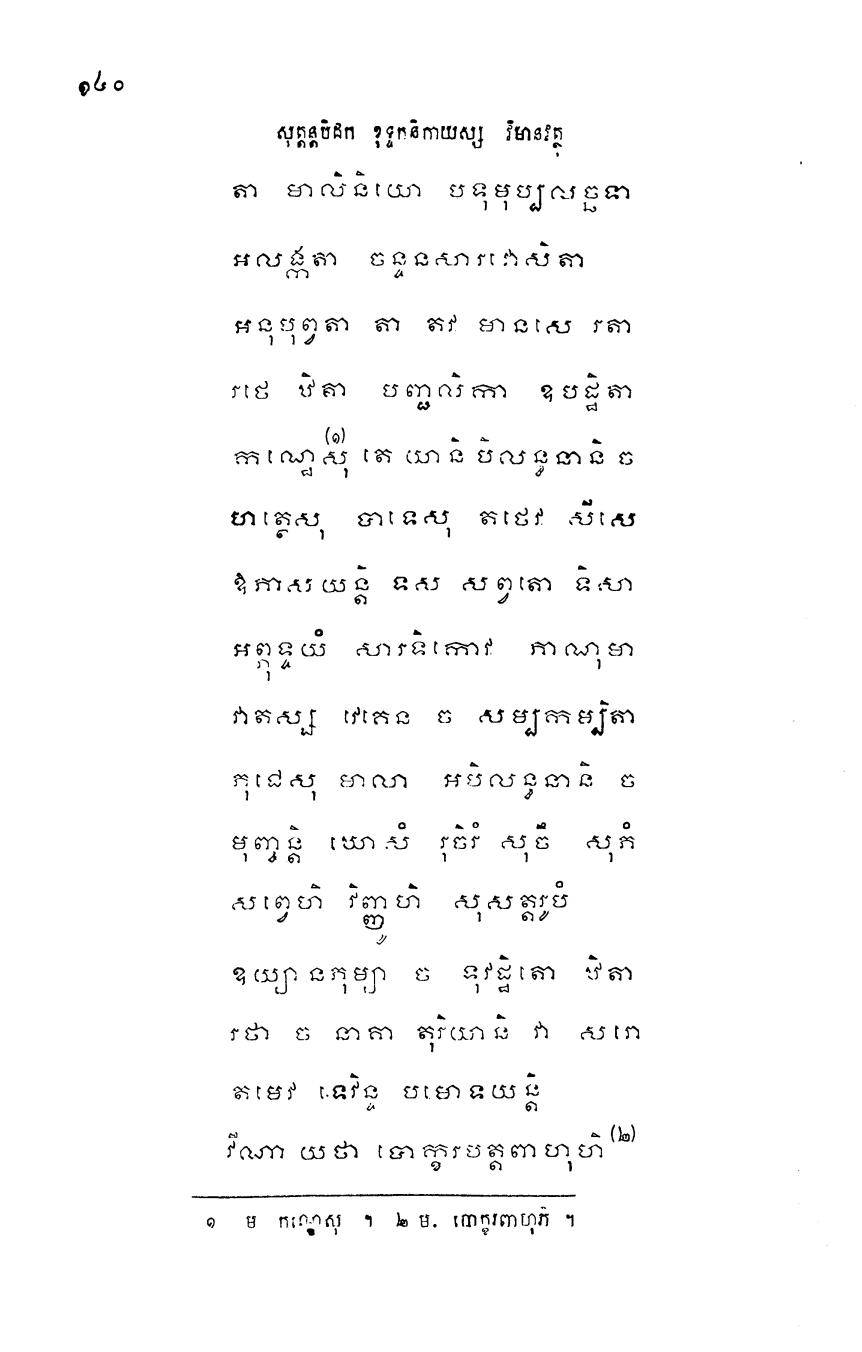 ១៤០
សុត្តន្តបិដក ខុទ្ទកនិកាយស្ស វិមានវត្ថុ
តា មាលិនិយោ បទុមុប្បលច្ឆទា
អលង្កតា ចន្ទនសារវាសិតា
អនុបុព្វតា តា តវ មានសេ រតា
រថេ ឋិតា បញ្ជលិកា ឧបដ្ឋិតា
កណ្ឋេសុ(១) តេ យានិ បិលន្ធនានិ ច
ហត្ថេសុ បាទេសុ តថេវ សីសេ
ឱភាសយន្តិ ទស សព្វតោ ទិសា
អព្ភុទ្ទយំ សារទិកោវ ភាណុមា
វាតស្ស វេគេន ច សម្បកម្បិតា
ភុជេសុ មាលា អបិលន្ធនានិ ច
មុញ្ចន្តិ ឃោសំ រុចិរំ សុចឹ សុភំ
សព្វេហិ វិញ្ញូហិ សុសត្តរូបំ
ឧយ្យានភុម្យា ច ទុវដ្ឋិតោ ឋិតា
រថា ច នាគា តុរិយានិ វា សរោ
តមេវ ទេវិន្ទ បមោទយន្តិ
វីណា យថា បោក្ខរបត្តពាហុហិ(២)
១ ម កណ្ឋេសុ ។ ២ ម. បោក្ខរពាហុភិ ។